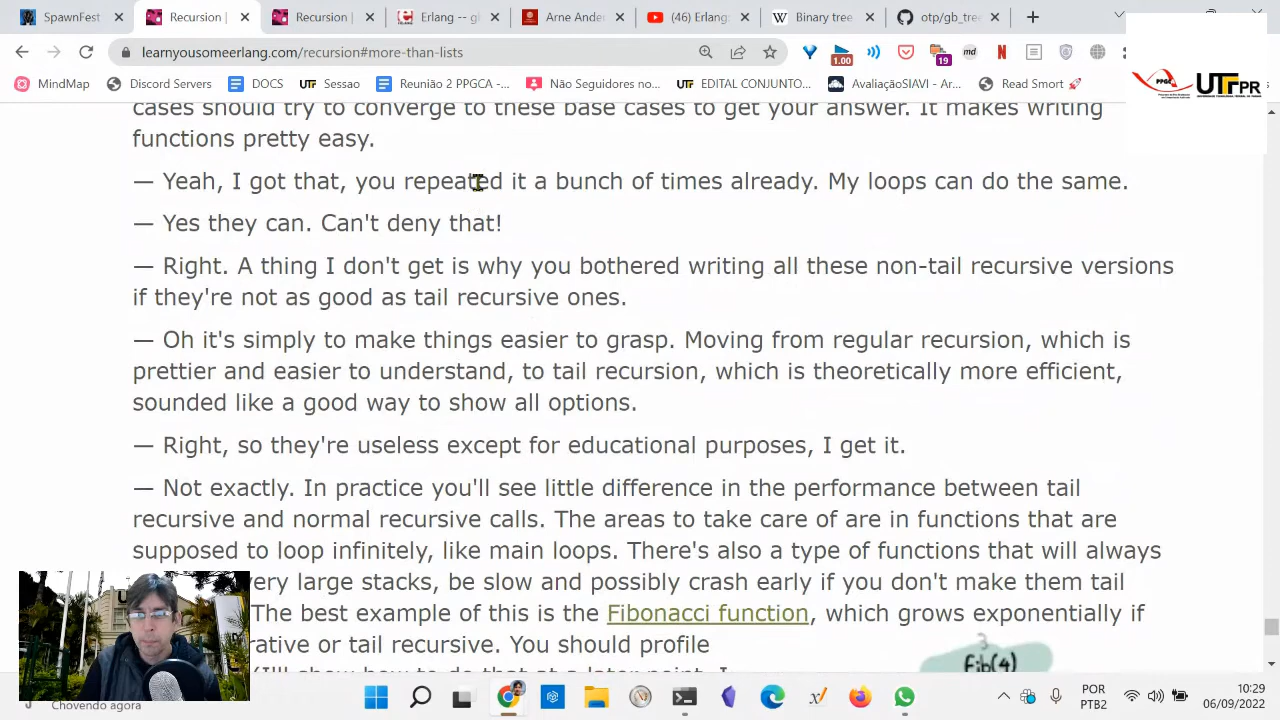 SpawnFest
Recursion |
Recursion |
Erlang -- gl
Arne Ander
(46) Erlang.
Binary tree
otp/gb_tree
learnyousomeerlang.com/recursion#more-than-lists
1.00
19
md
N
MindMap
Discord Servers
DOCS
Sessao
Reunião 2 PPGCA -...
Não Seguidores no...
EDITAL CONJUNTO...
AvaliaçãoSIAVI - Ar...
Read Smort 🚀
UTFPR
cases should try to converge to these base cases to get your answer. It makes writing
functions pretty easy.
— Yeah, I got that, you repeated it a bunch of times already. My loops can do the same.
— Yes they can. Can't deny that!
— Right. A thing I don't get is why you bothered writing all these non-tail recursive versions
if they're not as good as tail recursive ones.
— Oh it's simply to make things easier to grasp. Moving from regular recursion, which is
prettier and easier to understand, to tail recursion, which is theoretically more efficient,
sounded like a good way to show all options.
— Right, so they're useless except for educational purposes, I get it.
— Not exactly. In practice you'll see little difference in the performance between tail
recursive and normal recursive calls. The areas to take care of are in functions that are
supposed to loop infinitely, like main loops. There's also a type of functions that will always
ery large stacks, be slow and possibly crash early if you don't make them tail
The best example of this is the Fibonacci function, which grows exponentially if
rative or tail recursive. You should profile
Fib(4)
POR
PTB2
10:29
06/09/2022
Chovendo agora